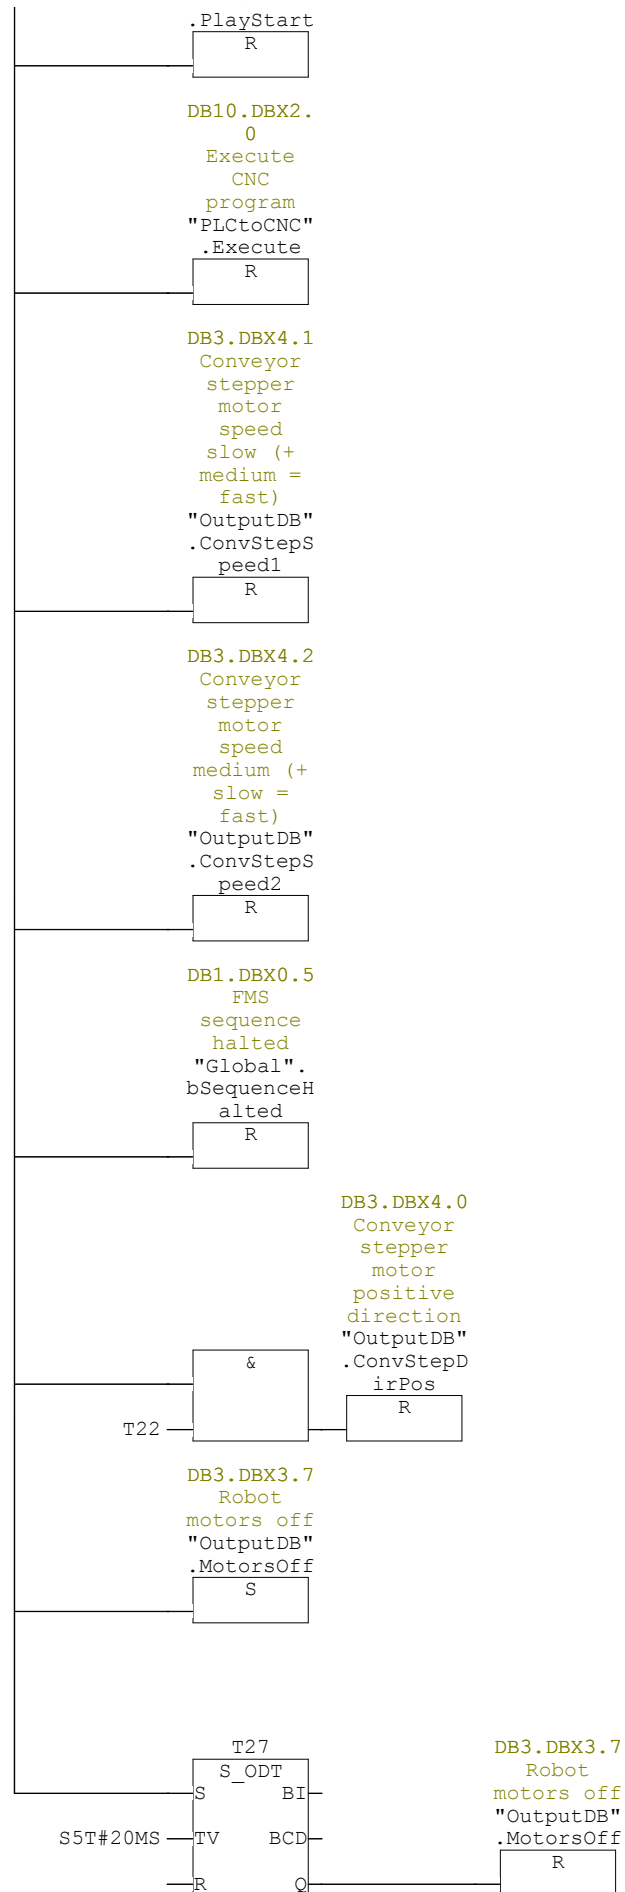 .PlayStart
R
DB10.DBX2.
0
Execute
CNC
program
"PLCtoCNC"
.Execute
R
DB3.DBX4.1
Conveyor
stepper
motor
speed
slow (+
medium =
fast)
"OutputDB"
.ConvStepS
peed1
R
DB3.DBX4.2
Conveyor
stepper
motor
speed
medium (+
slow =
fast)
"OutputDB"
.ConvStepS
peed2
R
DB1.DBX0.5
FMS
sequence
halted
"Global".
bSequenceH
alted
R
DB3.DBX4.0
Conveyor
stepper
motor
positive
direction
"OutputDB"
.ConvStepD
irPos
&
R
T22
DB3.DBX3.7
Robot
motors off
"OutputDB"
.MotorsOff
S
T27
S_ODT
S BI
S5T#20MS TV BCD
R Q
DB3.DBX3.7
Robot
motors off
"OutputDB"
.MotorsOff
R